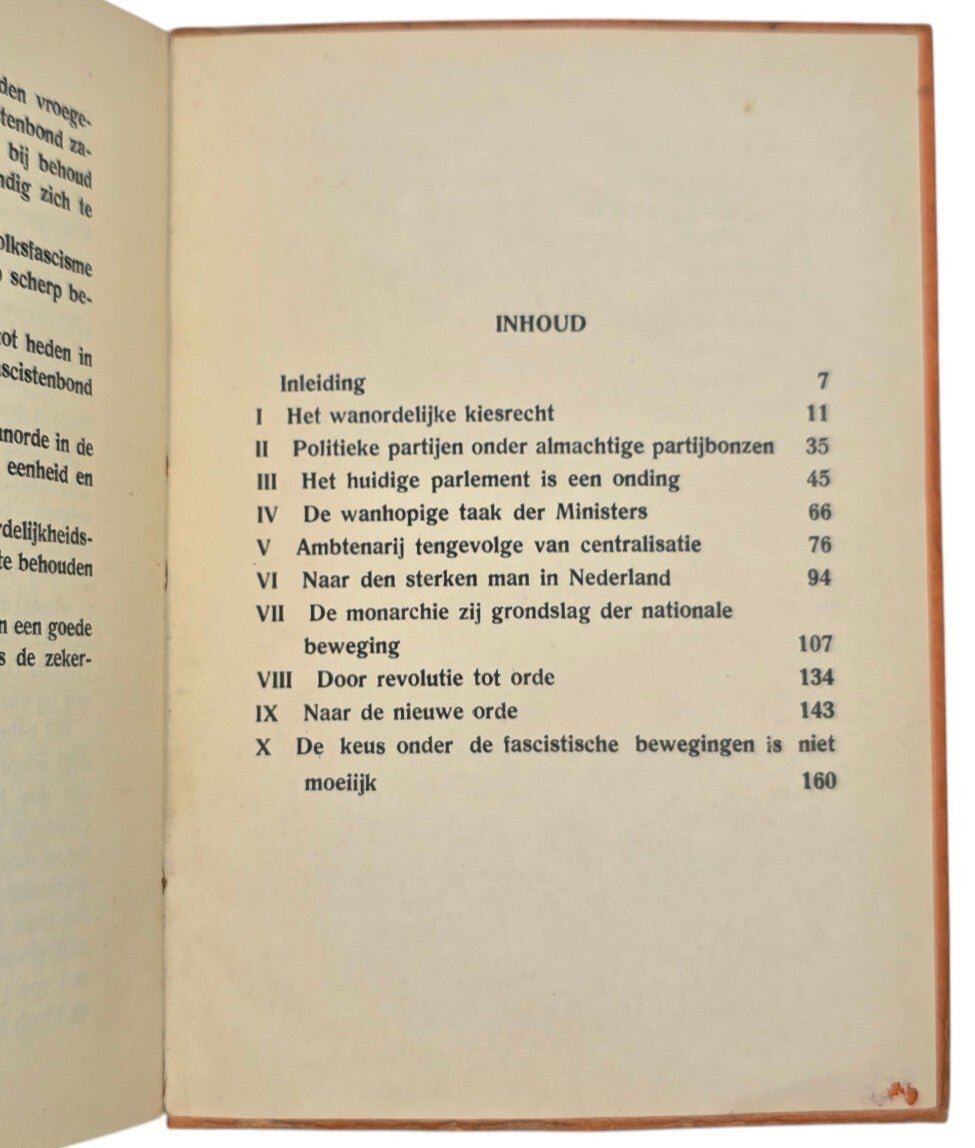 den vroege-
tenbond za-
bij behoud
ndig zich te
olksfascisme
scherp be-
tot heden in
scistenbond
anorde in de
eenheid en
rdelijkheids-
te behouden
n een goede
s de zeker-
INHOUD
Inleiding 7
I Het wanordelijke kiesrecht 11
II Politieke partijen onder almachtige partijbonzen 35
III Het huidige parlement is een onding 45
IV De wanhopige taak der Ministers 66
V Ambtenarij tengevolge van centralisatie 76
VI Naar den sterken man in Nederland 94
VII De monarchie zij grondslag der nationale
beweging 107
VIII Door revolutie tot orde 134
IX Naar de nieuwe orde 143
X De keus onder de fascistische bewegingen is niet
moeiijk 160